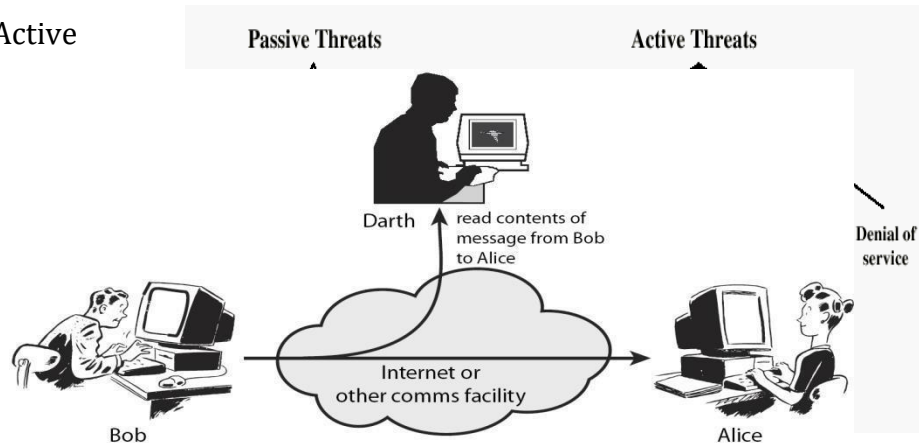 Active
Passive Threats
Active Threats
Darth
read contents of
message from Bob
to Alice
Denial of
service
Internet or
other comms facility
Bob
Alice